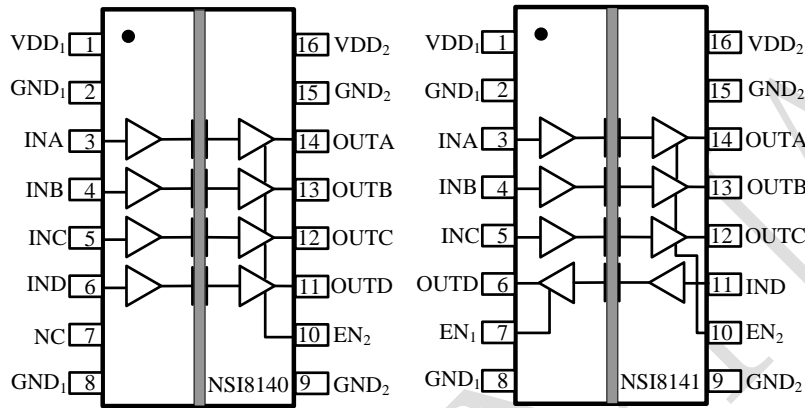 VDD₁ 1 16 VDD₂
GND₁ 2 15 GND₂
INA 3 14 OUTA
INB 4 13 OUTB
INC 5 12 OUTC
IND 6 11 OUTD
NC 7 10 EN₂
GND₁ 8 NSI8140 9 GND₂
VDD₁ 1 16 VDD₂
GND₁ 2 15 GND₂
INA 3 14 OUTA
INB 4 13 OUTB
INC 5 12 OUTC
OUTD 6 11 IND
EN₁ 7 10 EN₂
GND₁ 8 NSI8141 9 GND₂